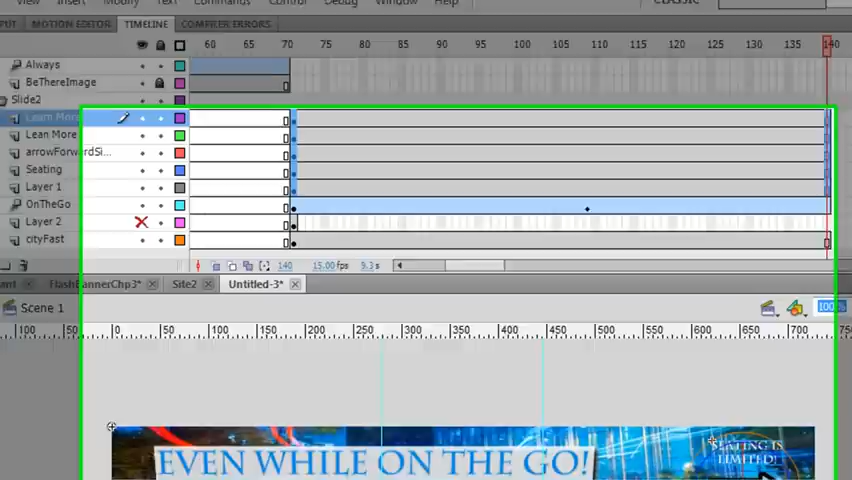 View Insert Modify Text Commands Control Debug Window Help CLASSIC
PUT MOTION EDITOR TIMELINE COMPILER ERRORS
60 65 70 75 80 85 90 95 100 105 110 115 120 125 130 135 140
Always
BeThereImage
Slide2
Learn More
Lean More
arrowForwardSi...
Seating
Layer 1
OnTheGo
Layer 2
cityFast
140 15.00 fps 9.3 s
FlashBannerChp3* Site2 Untitled-3*
Scene 1 100%
100 50 0 50 100 150 200 250 300 350 400 450 500 550 600 650 700
EVEN WHILE ON THE GO!
SEATING IS
LIMITED!